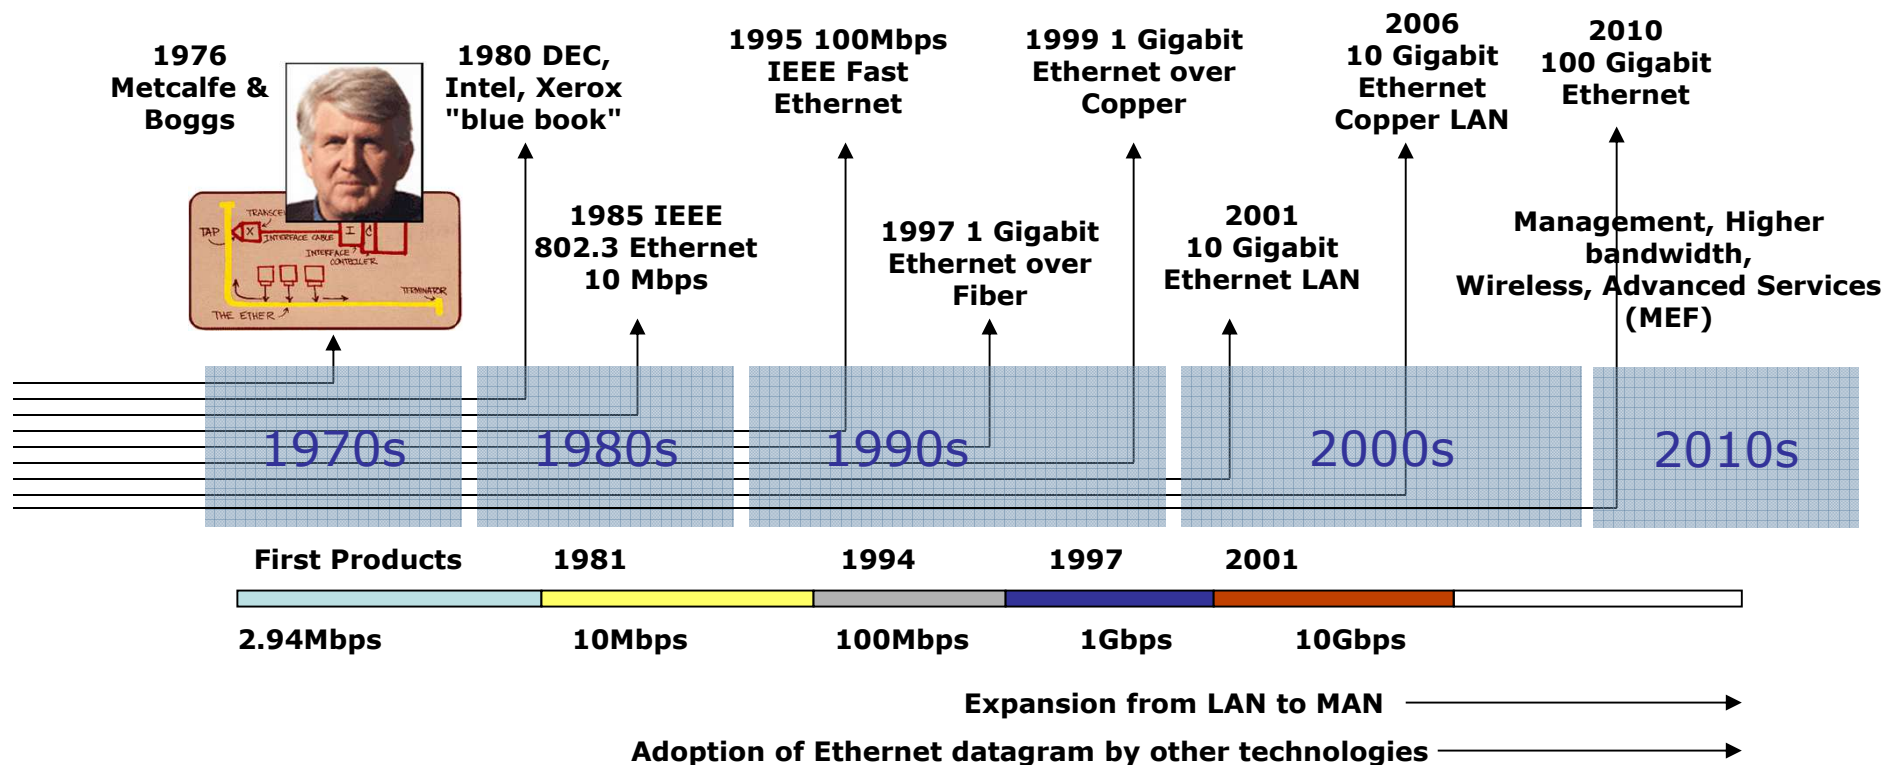 1976
Metcalfe &
Boggs
1980 DEC,
Intel, Xerox
"blue book"
1995 100Mbps
IEEE Fast
Ethernet
1999 1 Gigabit
Ethernet over
Copper
2006
10 Gigabit
Ethernet
Copper LAN
2010
100 Gigabit
Ethernet
TAP
X
INTERFACE CABLE
I
C
INTERFACE
CONTROLLER
TERMINATOR
THE ETHER
1985 IEEE
802.3 Ethernet
10 Mbps
1997 1 Gigabit
Ethernet over
Fiber
2001
10 Gigabit
Ethernet LAN
Management, Higher
bandwidth,
Wireless, Advanced Services
(MEF)
1970s
1980s
1990s
2000s
2010s
First Products
1981
1994
1997
2001
2.94Mbps
10Mbps
100Mbps
1Gbps
10Gbps
Expansion from LAN to MAN
Adoption of Ethernet datagram by other technologies